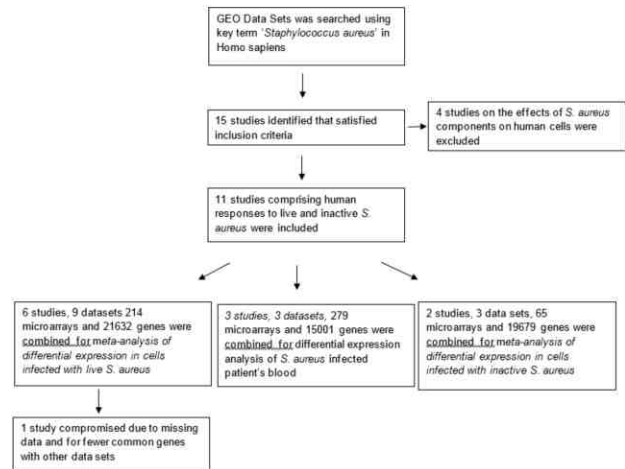 GEO Data Sets was searched using
key term ‘Staphylococcus aureus’ in
Homo sapiens
15 studies identified that satisfied
inclusion criteria
4 studies on the effects of S. aureus
components on human cells were
excluded
11 studies comprising human
responses to live and inactive S.
aureus were included
6 studies, 9 datasets 214
microarrays and 21632 genes were
combined for meta-analysis of
differential expression in cells
infected with live S. aureus
3 studies, 3 datasets, 279
microarrays and 15001 genes were
combined for differential expression
analysis of S. aureus infected
patient’s blood
2 studies, 3 data sets, 65
microarrays and 19679 genes were
combined for meta-analysis of
differential expression in cells
infected with inactive S. aureus
1 study compromised due to missing
data and for fewer common genes
with other data sets